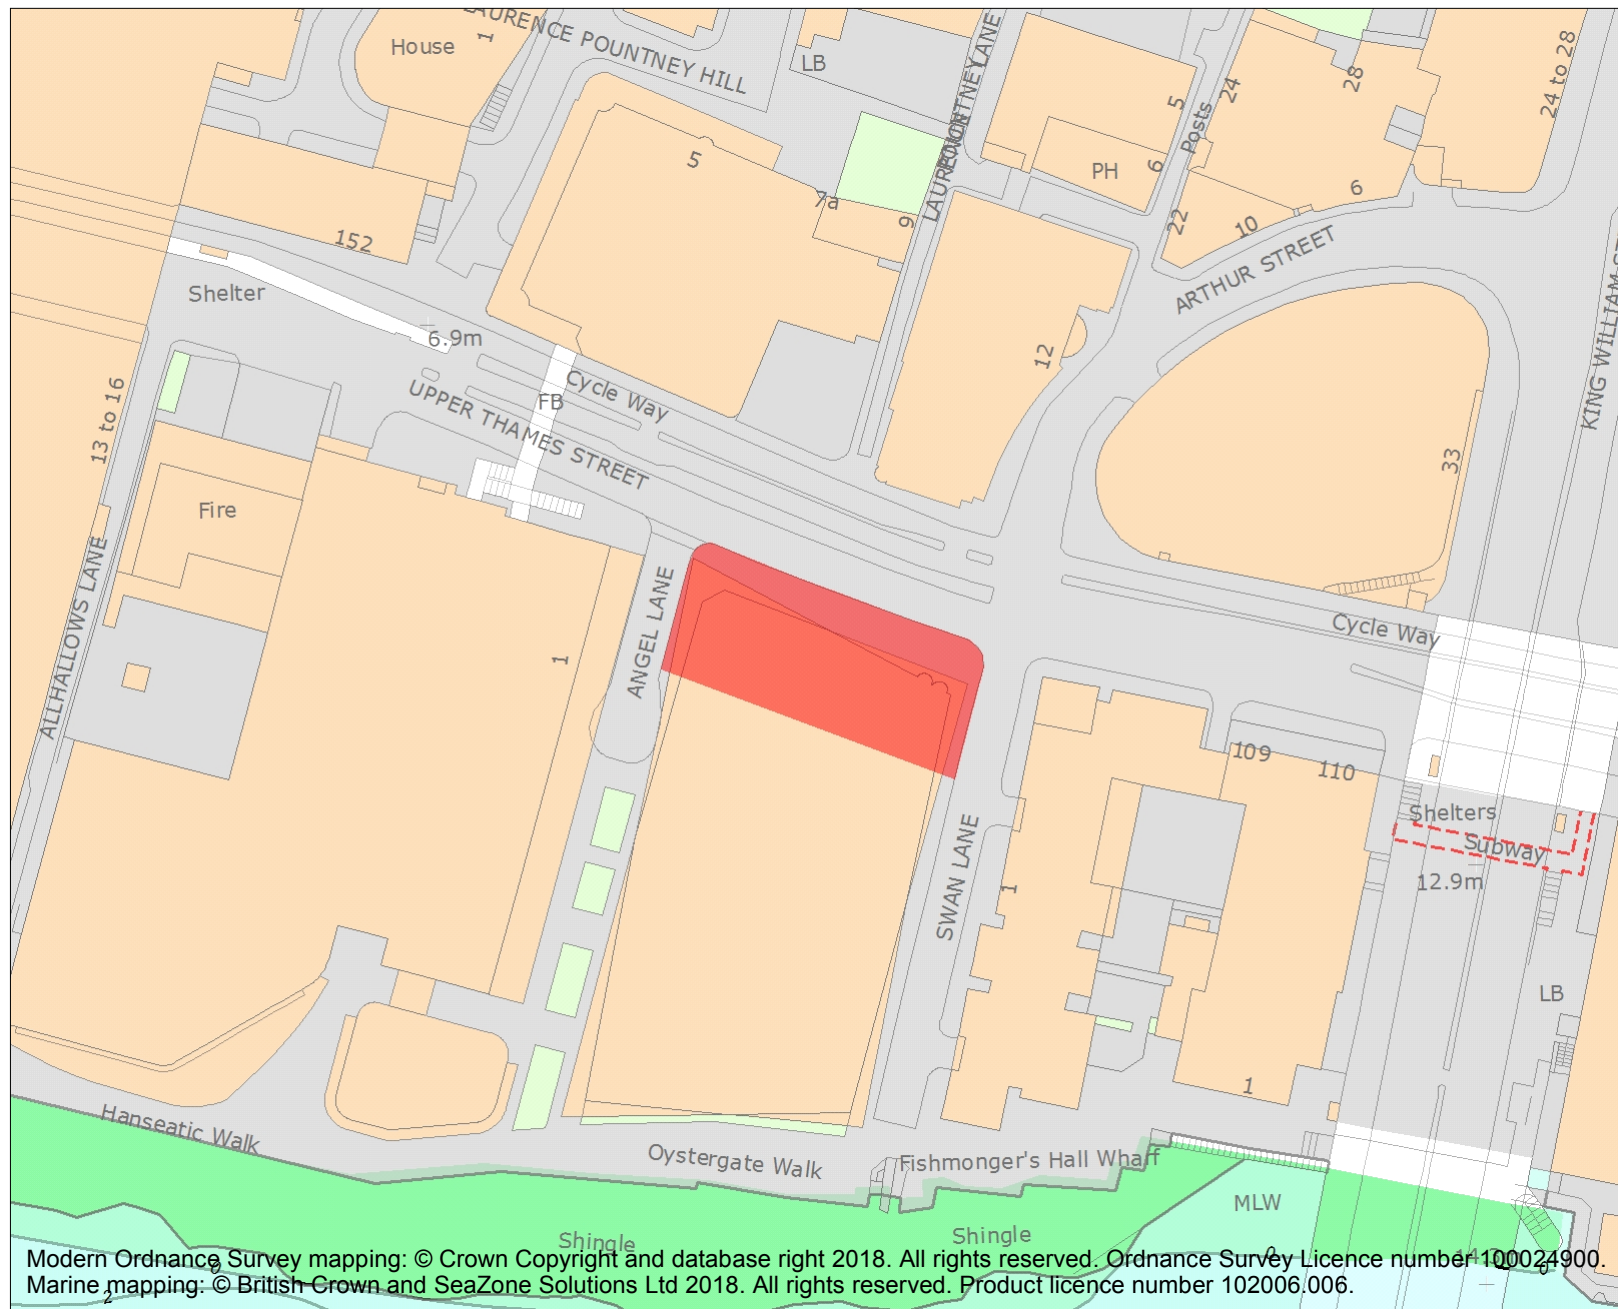 LAURENCE POUNTNEY HILL
House
1
LB
24 to 28
28
24
5
Posts
5
PH
6
6
7a
9
22
10
152
ARTHUR STREET
Shelter
KING WILLIAM
6.9m
12
Cycle Way
FB
13 to 16
UPPER THAMES STREET
33
Fire
ALLHALLOWS LANE
ANGEL LANE
Cycle Way
1
109
110
Shelters
Subway
12.9m
SWAN LANE
1
LB
1
Hanseatic Walk
Oystergate Walk
Fishmonger's Hall Wharf
MLW
Shingle
Shingle
Modern Ordnance Survey mapping: © Crown Copyright and database right 2018. All rights reserved. Ordnance Survey Licence number 100024900.
Marine mapping: © British Crown and SeaZone Solutions Ltd 2018. All rights reserved. Product licence number 102006.006.
2